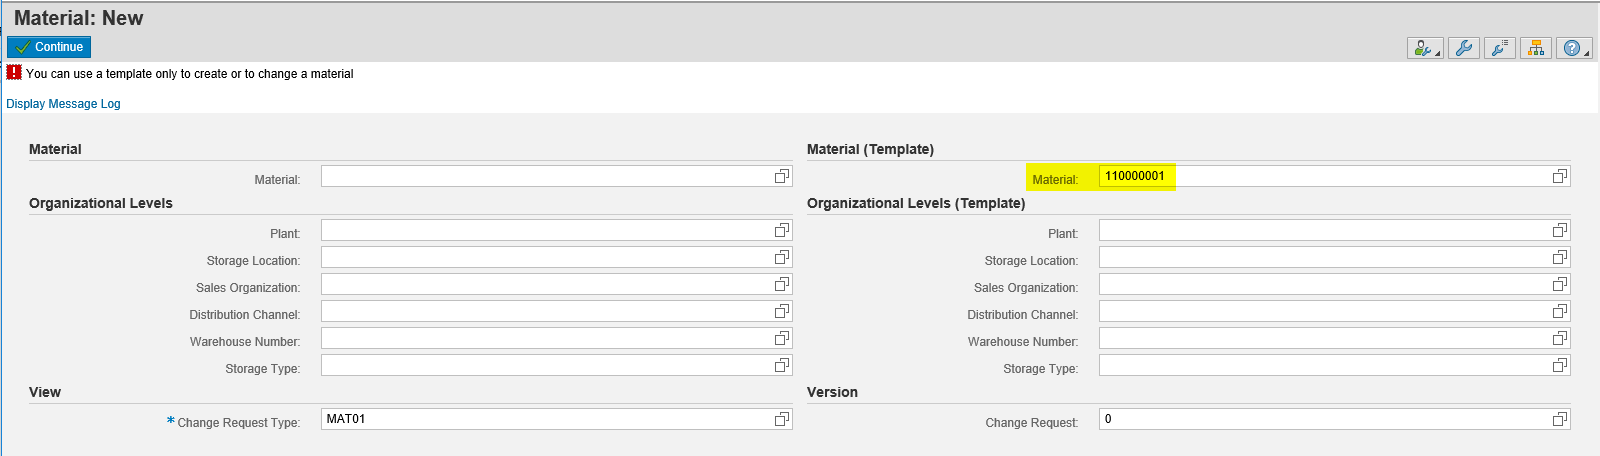 Material: New
Continue
You can use a template only to create or to change a material
Display Message Log
Material
Material:
Organizational Levels
Plant:
Storage Location:
Sales Organization:
Distribution Channel:
Warehouse Number:
Storage Type:
View
* Change Request Type: MAT01
Material (Template)
Material: 110000001
Organizational Levels (Template)
Plant:
Storage Location:
Sales Organization:
Distribution Channel:
Warehouse Number:
Storage Type:
Version
Change Request: 0